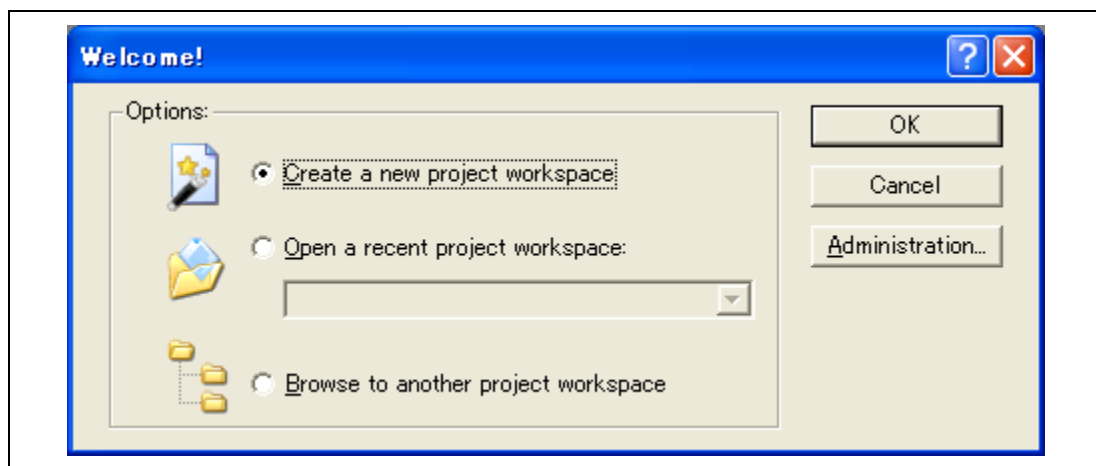 Welcome!
Options:
Create a new project workspace
Open a recent project workspace:
Browse to another project workspace
OK
Cancel
Administration...